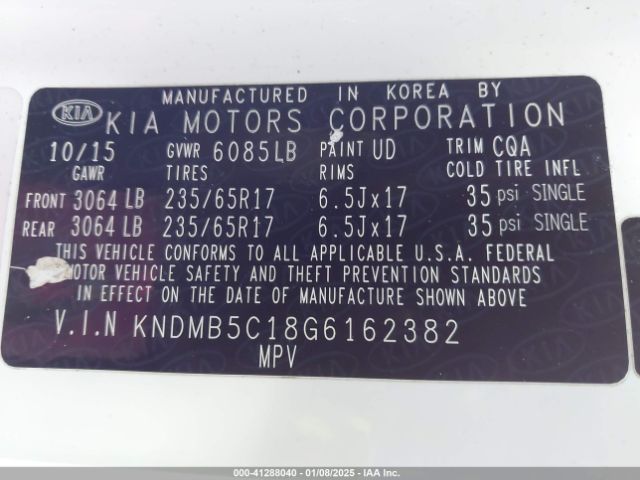 MANUFACTURED IN KOREA BY
KIA KIA MOTORS CORPORATION
10/15 GVWR 6085LB PAINT UD TRIM CQA
GAWR TIRES RIMS COLD TIRE INFL
FRONT 3064 LB 235/65R17 6.5Jx17 35 psi SINGLE
REAR 3064 LB 235/65R17 6.5Jx17 35 psi SINGLE
THIS VEHICLE CONFORMS TO ALL APPLICABLE U.S.A. FEDERAL
MOTOR VEHICLE SAFETY AND THEFT PREVENTION STANDARDS
IN EFFECT ON THE DATE OF MANUFACTURE SHOWN ABOVE
V.I.N KNDMB5C18G6162382
MPV
000-41288040 - 01/08/2025 - IAA Inc.